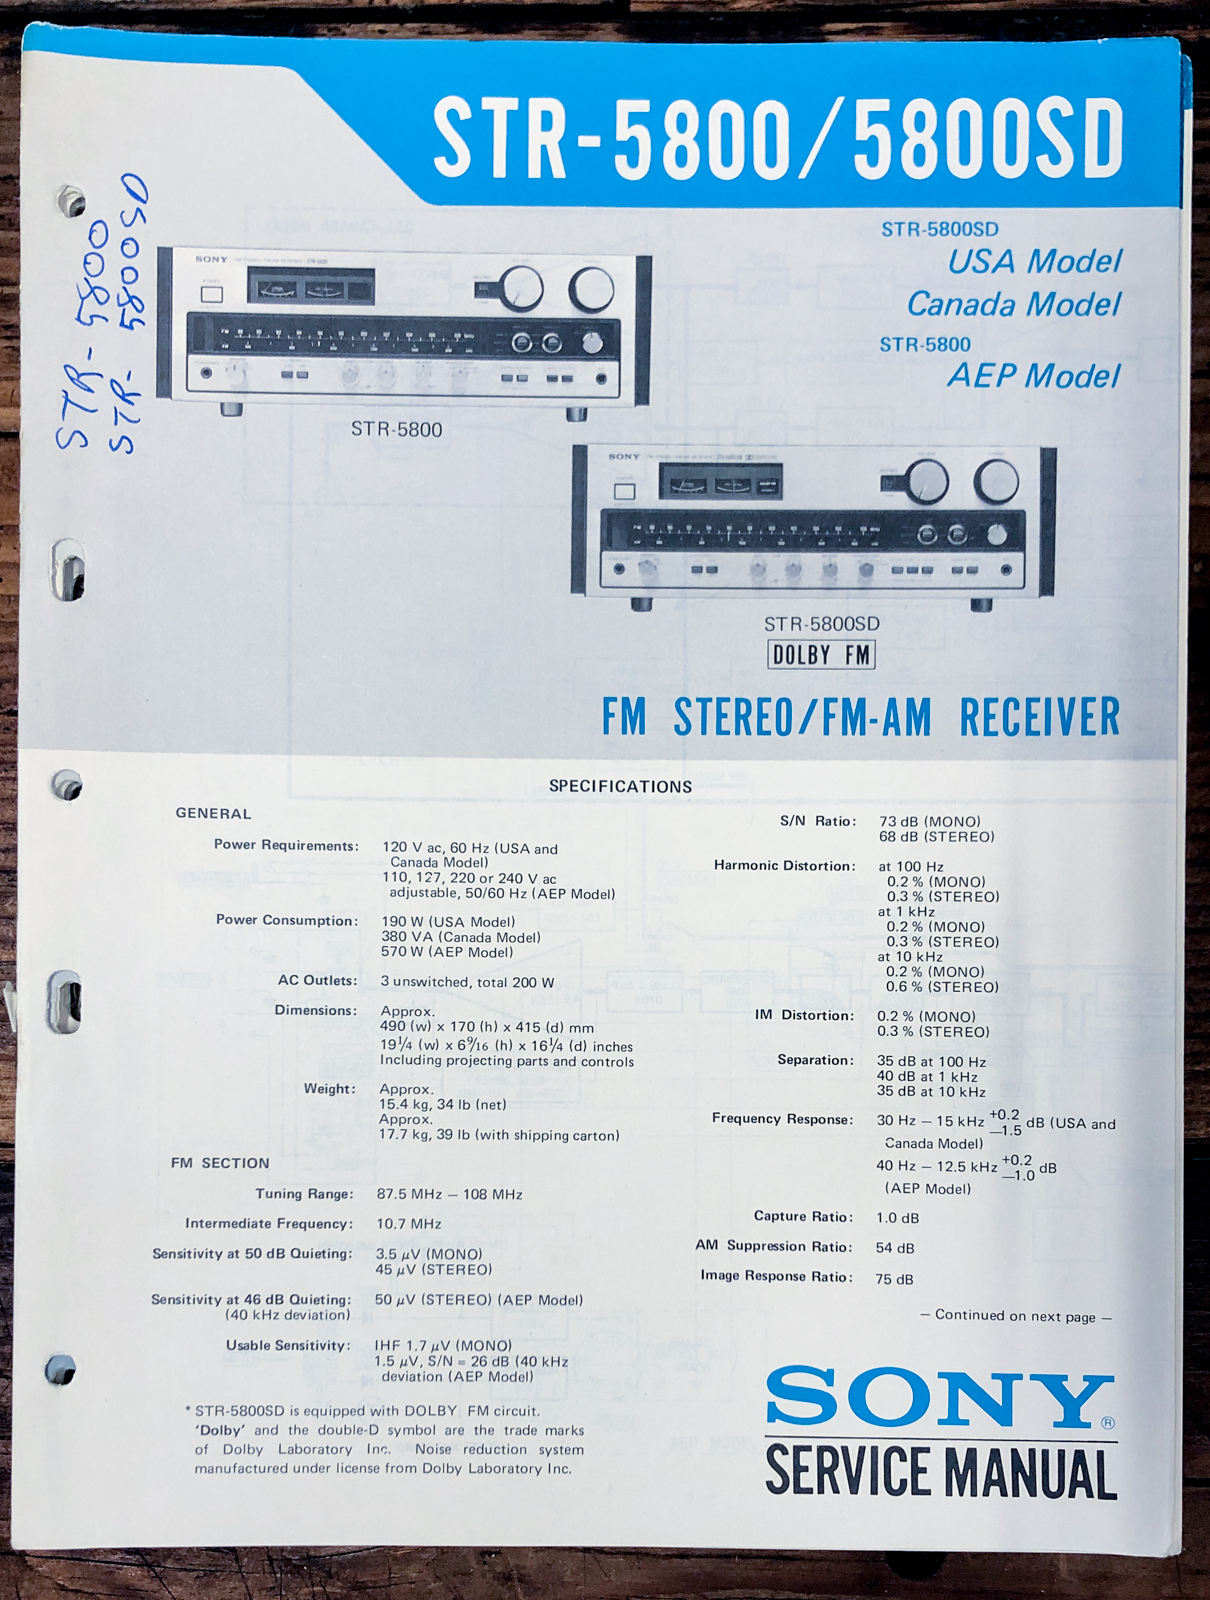 STR-5800/5800SD
STR-5800
STR-5800SD
STR-5800SD
USA Model
Canada Model
STR-5800
AEP Model
SONY
STR-5800
SONY
STR-5800SD
DOLBY FM
FM STEREO/FM-AM RECEIVER
SPECIFICATIONS
GENERAL
Power Requirements: 120 V ac, 60 Hz (USA and
Canada Model)
110, 127, 220 or 240 V ac
adjustable, 50/60 Hz (AEP Model)
Power Consumption: 190 W (USA Model)
380 VA (Canada Model)
570 W (AEP Model)
AC Outlets: 3 unswitched, total 200 W
Dimensions: Approx.
490 (w) x 170 (h) x 415 (d) mm
19¼ (w) x 6⁹⁄₁₆ (h) x 16¼ (d) inches
Including projecting parts and controls
Weight: Approx.
15.4 kg, 34 lb (net)
Approx.
17.7 kg, 39 lb (with shipping carton)
FM SECTION
Tuning Range: 87.5 MHz – 108 MHz
Intermediate Frequency: 10.7 MHz
Sensitivity at 50 dB Quieting: 3.5 μV (MONO)
45 μV (STEREO)
Sensitivity at 46 dB Quieting: 50 μV (STEREO) (AEP Model)
(40 kHz deviation)
Usable Sensitivity: IHF 1.7 μV (MONO)
1.5 μV, S/N = 26 dB (40 kHz
deviation (AEP Model)
* STR-5800SD is equipped with DOLBY FM circuit.
'Dolby' and the double-D symbol are the trade marks
of Dolby Laboratory Inc. Noise reduction system
manufactured under license from Dolby Laboratory Inc.
S/N Ratio: 73 dB (MONO)
68 dB (STEREO)
Harmonic Distortion: at 100 Hz
0.2 % (MONO)
0.3 % (STEREO)
at 1 kHz
0.2 % (MONO)
0.3 % (STEREO)
at 10 kHz
0.2 % (MONO)
0.6 % (STEREO)
IM Distortion: 0.2 % (MONO)
0.3 % (STEREO)
Separation: 35 dB at 100 Hz
40 dB at 1 kHz
35 dB at 10 kHz
Frequency Response: 30 Hz – 15 kHz +0.2 –1.5 dB (USA and
Canada Model)
40 Hz – 12.5 kHz +0.2 –1.0 dB
(AEP Model)
Capture Ratio: 1.0 dB
AM Suppression Ratio: 54 dB
Image Response Ratio: 75 dB
– Continued on next page –
SONY®
SERVICE MANUAL